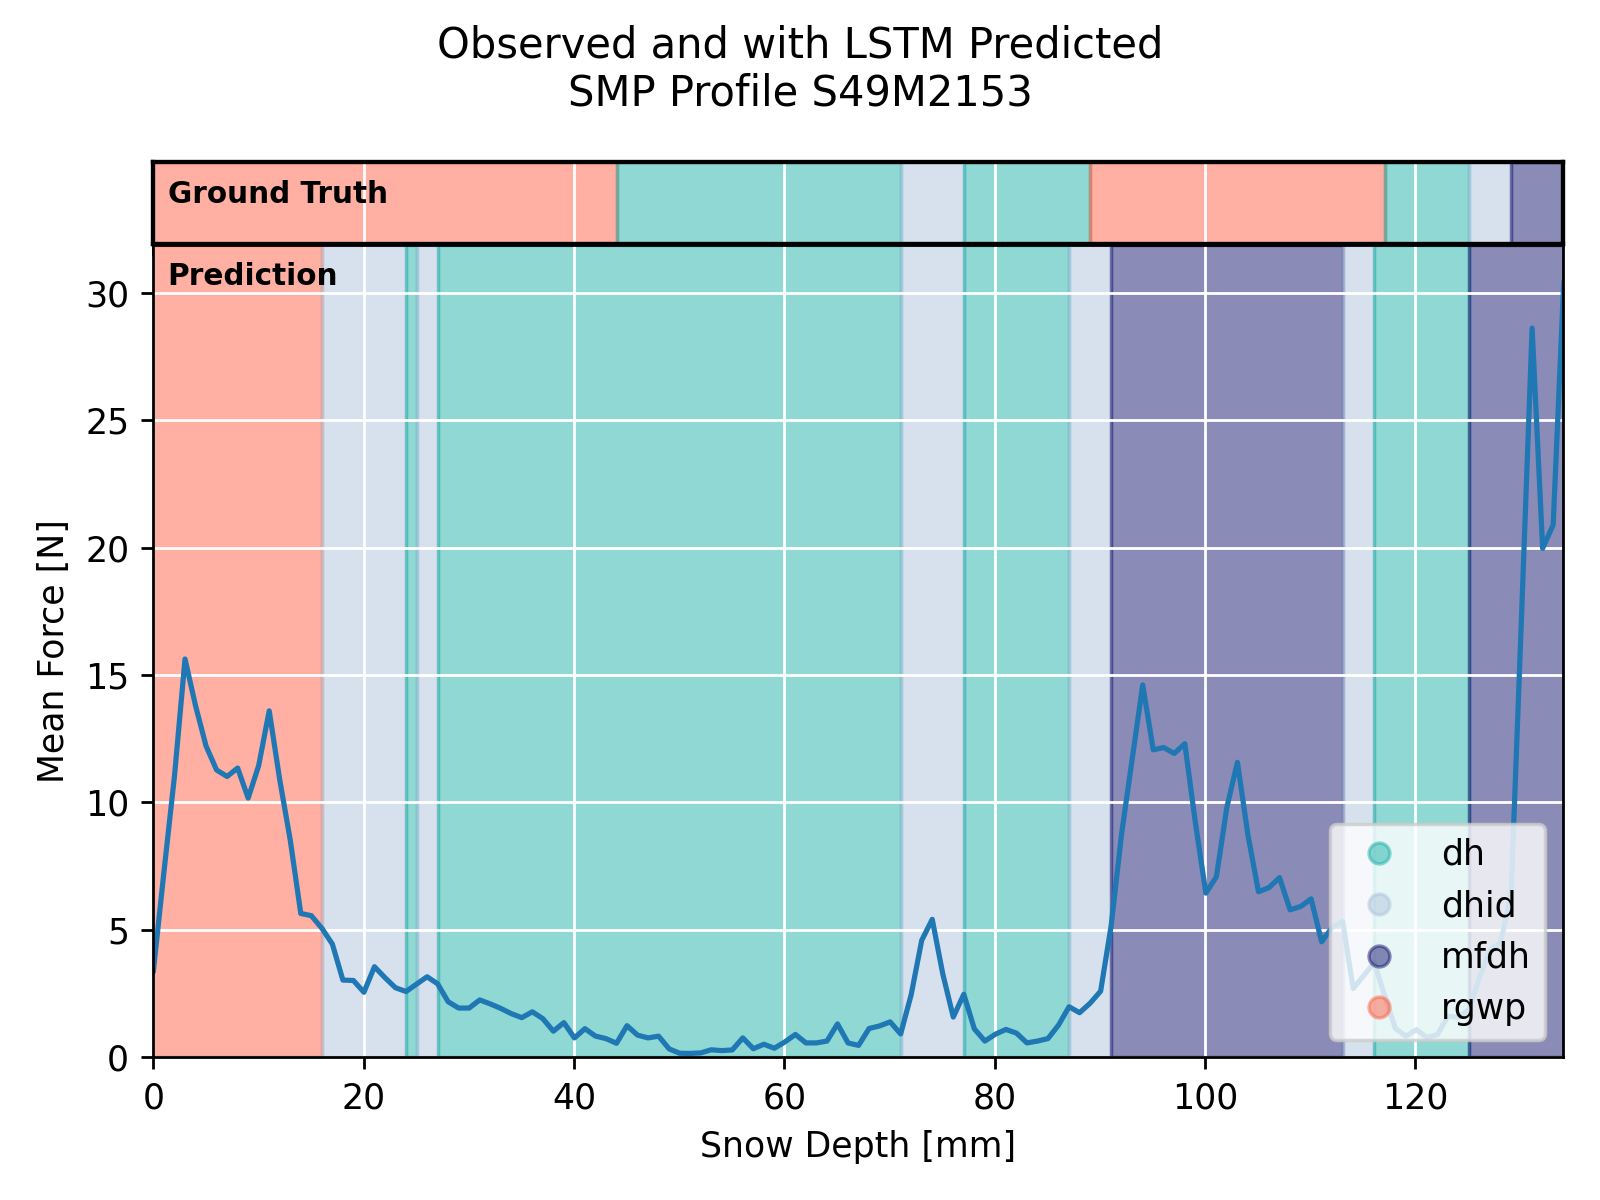 Observed and with LSTM Predicted
SMP Profile S49M2153
Ground Truth
Prediction
30
25
20
15
10
5
0
Mean Force [N]
0 20 40 60 80 100 120
Snow Depth [mm]
dh
dhid
mfdh
rgwp